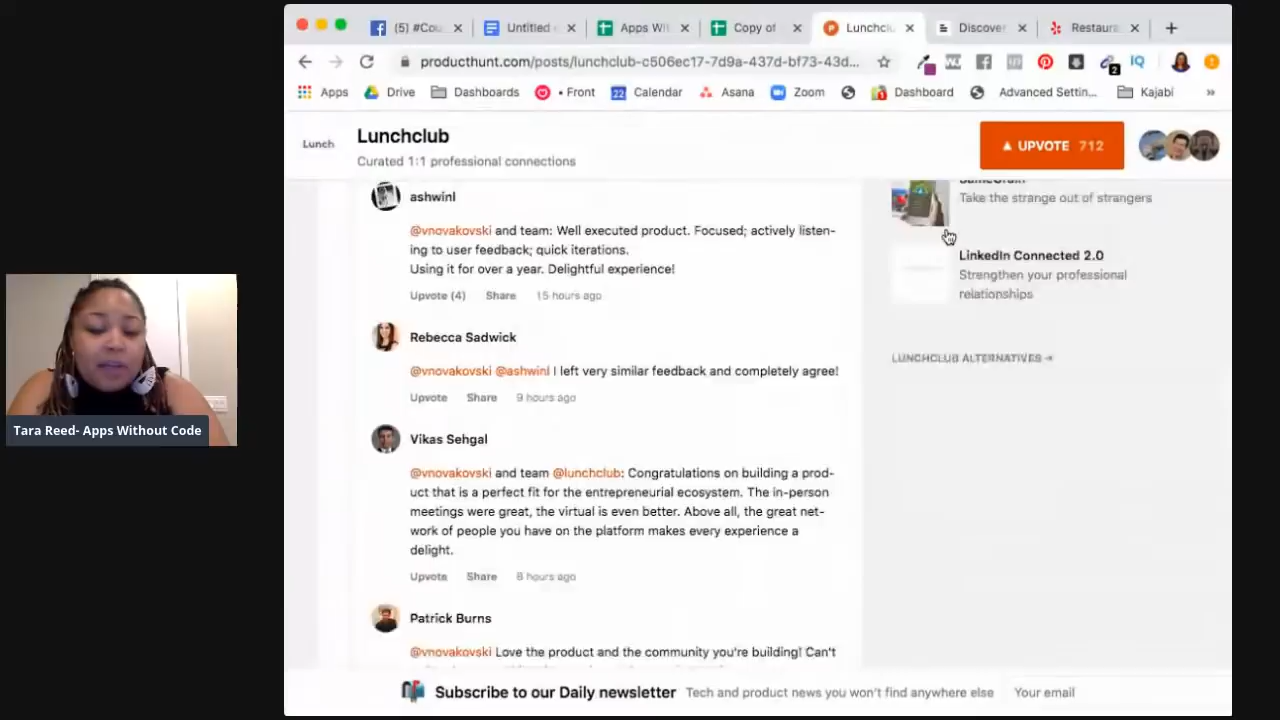 (5) #Cou
Untitled
Apps Wit
Copy of
Lunchclu
Discover
Restaura
producthunt.com/posts/lunchclub-c506ec17-7d9a-437d-bf73-43d...
2
Apps
Drive
Dashboards
• Front
22
Calendar
Asana
Zoom
Dashboard
Advanced Settin...
Kajabi
»
Lunch
Lunchclub
Curated 1:1 professional connections
▲ UPVOTE 712
ashwinl
@vnovakovski and team: Well executed product. Focused; actively listen-
ing to user feedback; quick iterations.
Using it for over a year. Delightful experience!
Upvote (4) Share 15 hours ago
Rebecca Sadwick
@vnovakovski @ashwinl I left very similar feedback and completely agree!
Upvote Share 9 hours ago
Vikas Sehgal
@vnovakovski and team @lunchclub: Congratulations on building a prod-
uct that is a perfect fit for the entrepreneurial ecosystem. The in-person
meetings were great, the virtual is even better. Above all, the great net-
work of people you have on the platform makes every experience a
delight.
Upvote Share 8 hours ago
Patrick Burns
@vnovakovski Love the product and the community you're building! Can't
Take the strange out of strangers
LinkedIn Connected 2.0
Strengthen your professional
relationships
LUNCHCLUB ALTERNATIVES →
Subscribe to our Daily newsletter Tech and product news you won't find anywhere else
Your email
Tara Reed- Apps Without Code